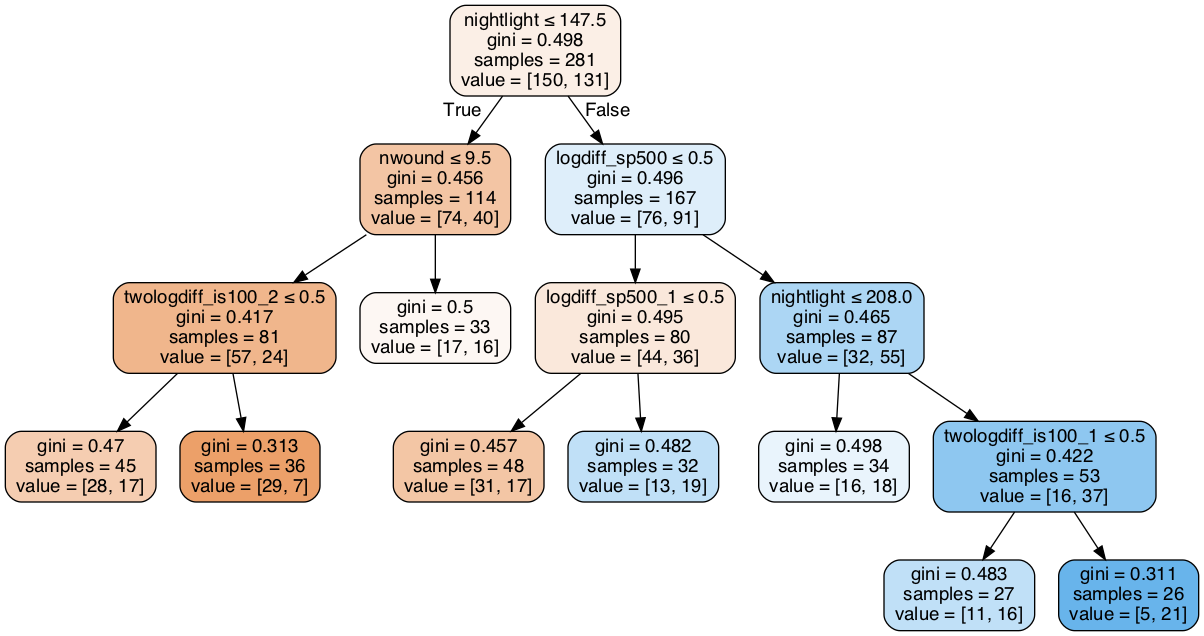 nightlight ≤ 147.5
gini = 0.498
samples = 281
value = [150, 131]
True
False
nwound ≤ 9.5
gini = 0.456
samples = 114
value = [74, 40]
logdiff_sp500 ≤ 0.5
gini = 0.496
samples = 167
value = [76, 91]
twologdiff_is100_2 ≤ 0.5
gini = 0.417
samples = 81
value = [57, 24]
gini = 0.5
samples = 33
value = [17, 16]
logdiff_sp500_1 ≤ 0.5
gini = 0.495
samples = 80
value = [44, 36]
nightlight ≤ 208.0
gini = 0.465
samples = 87
value = [32, 55]
gini = 0.47
samples = 45
value = [28, 17]
gini = 0.313
samples = 36
value = [29, 7]
gini = 0.457
samples = 48
value = [31, 17]
gini = 0.482
samples = 32
value = [13, 19]
gini = 0.498
samples = 34
value = [16, 18]
twologdiff_is100_1 ≤ 0.5
gini = 0.422
samples = 53
value = [16, 37]
gini = 0.483
samples = 27
value = [11, 16]
gini = 0.311
samples = 26
value = [5, 21]